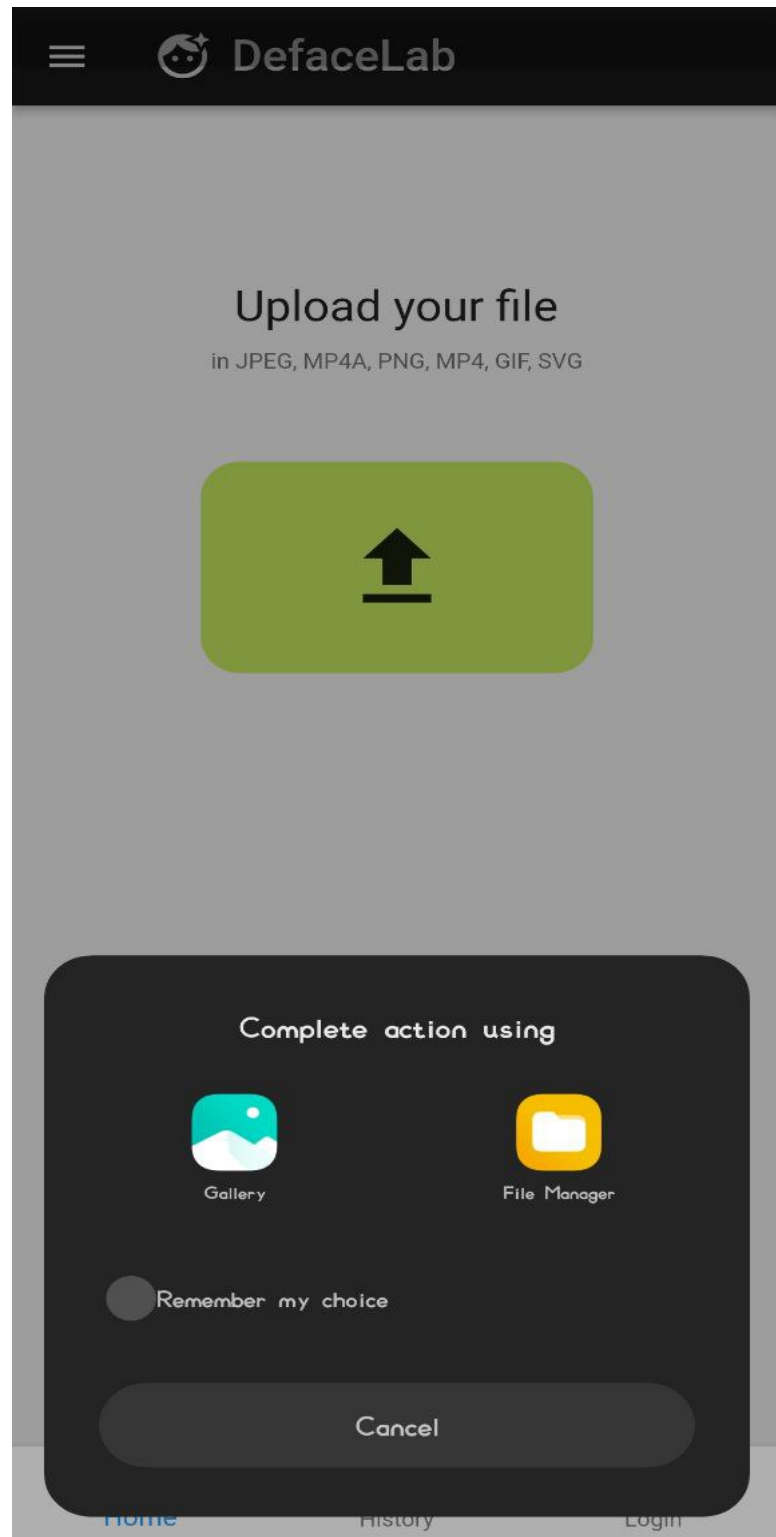 DefaceLab
Upload your file
in JPEG, MP4A, PNG, MP4, GIF, SVG
Complete action using
Gallery File Manager
Remember my choice
Cancel
Home History Login